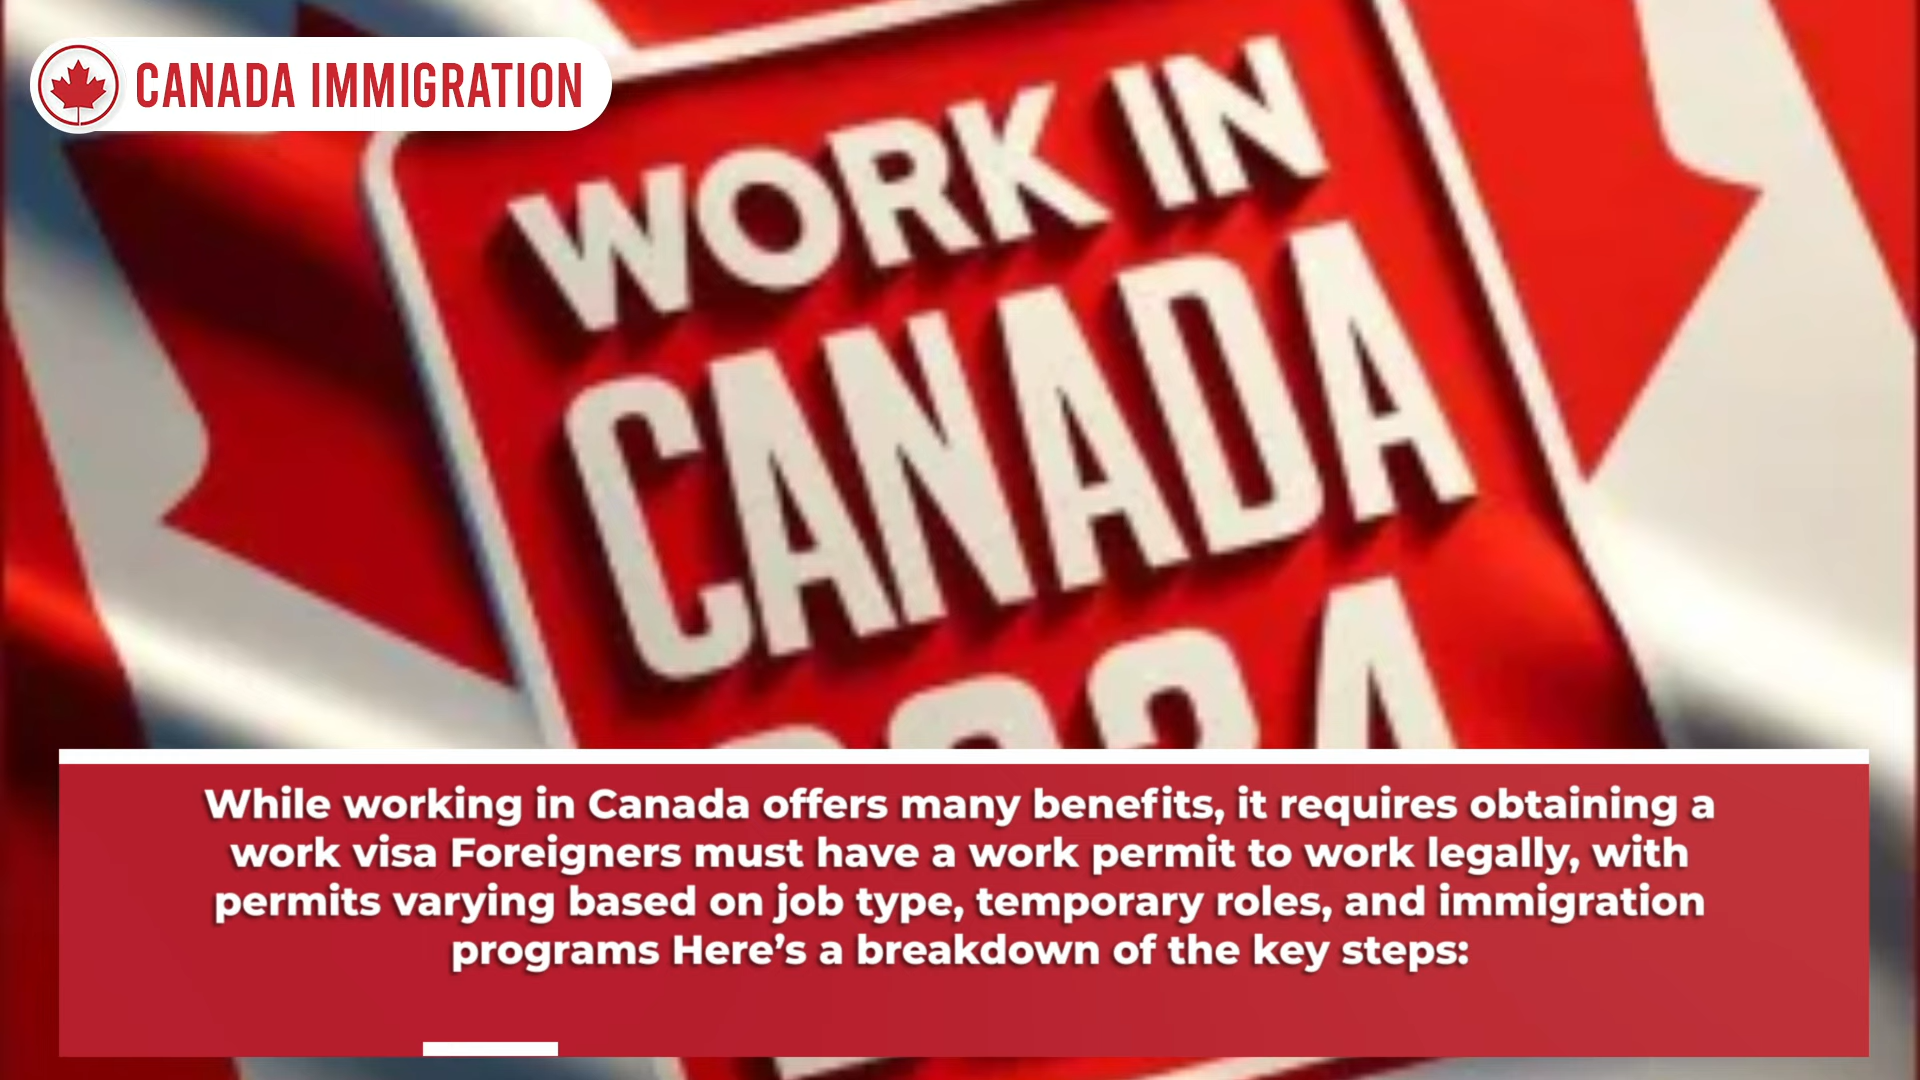 CANADA IMMIGRATION
WORK IN
CANADA
2024
While working in Canada offers many benefits, it requires obtaining a
work visa Foreigners must have a work permit to work legally, with
permits varying based on job type, temporary roles, and immigration
programs Here’s a breakdown of the key steps: